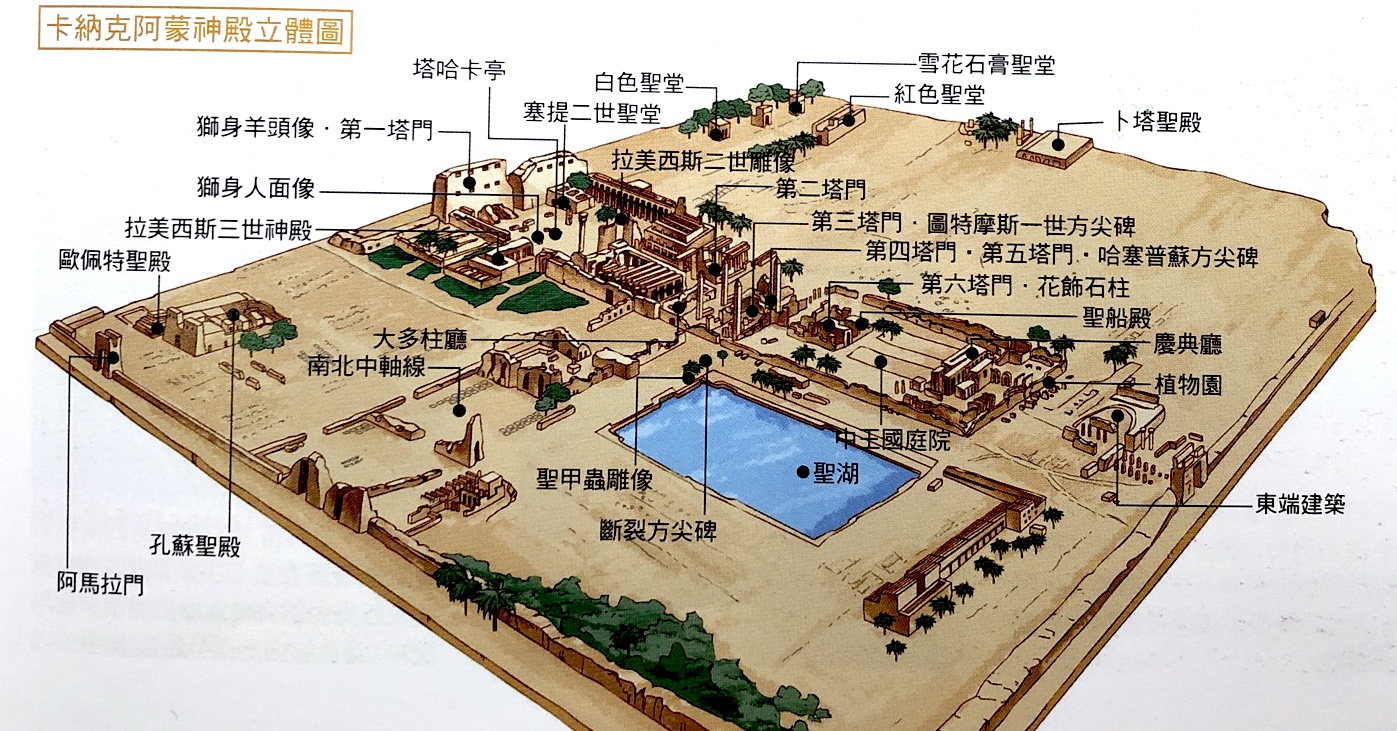 卡納克阿蒙神殿立體圖
塔哈卡亭
白色聖堂
雪花石膏聖堂
塞提二世聖堂
紅色聖堂
獅身羊頭像·第一塔門
卜塔聖殿
拉美西斯二世雕像
獅身人面像
第二塔門
拉美西斯三世神殿
第三塔門·圖特摩斯一世方尖碑
歐佩特聖殿
第四塔門·第五塔門·哈塞普蘇方尖碑
第六塔門·花飾石柱
聖船殿
大多柱廳
慶典廳
南北中軸線
植物園
中王國庭院
聖甲蟲雕像
聖湖
東端建築
斷裂方尖碑
孔蘇聖殿
阿馬拉門